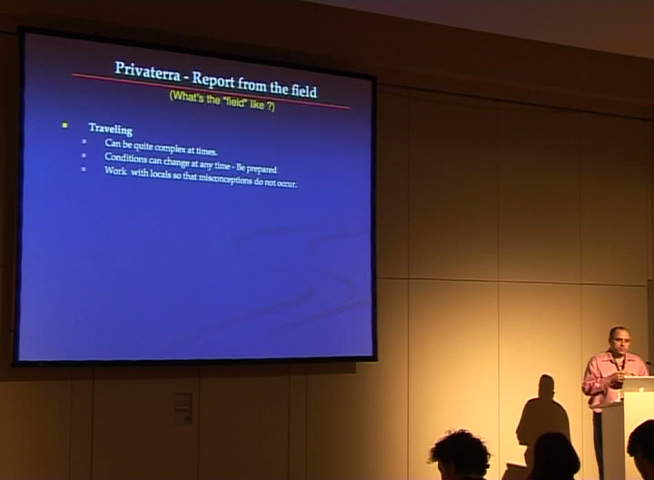 Privaterra - Report from the field
(What's the "field" like ?)
Traveling
Can be quite complex at times.
Conditions can change at any time - Be prepared
Work with locals so that misconceptions do not occur.